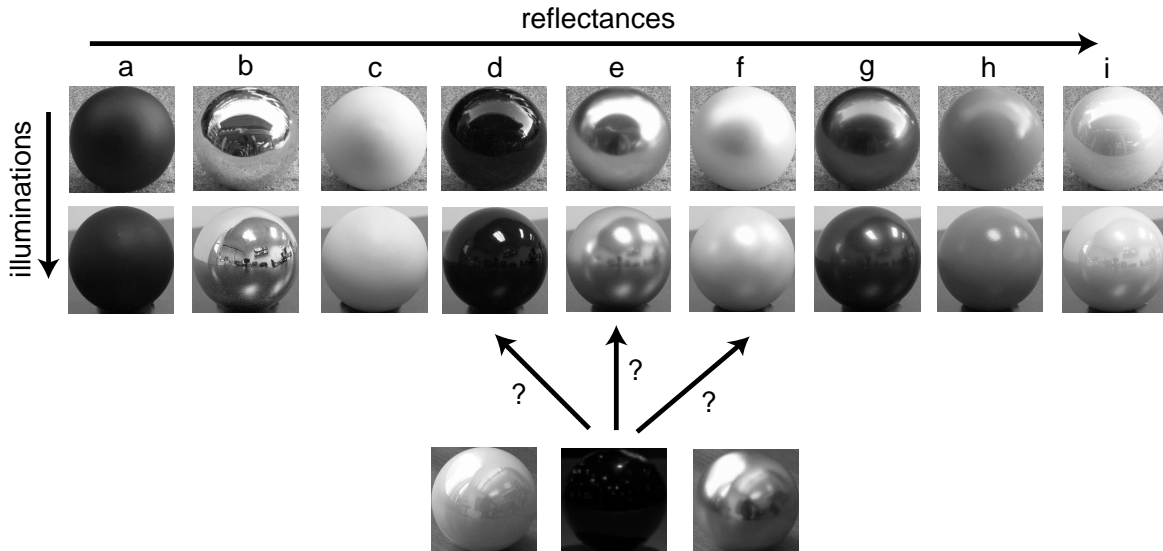 reflectances
a b c d e f g h i
illuminations
? ? ?